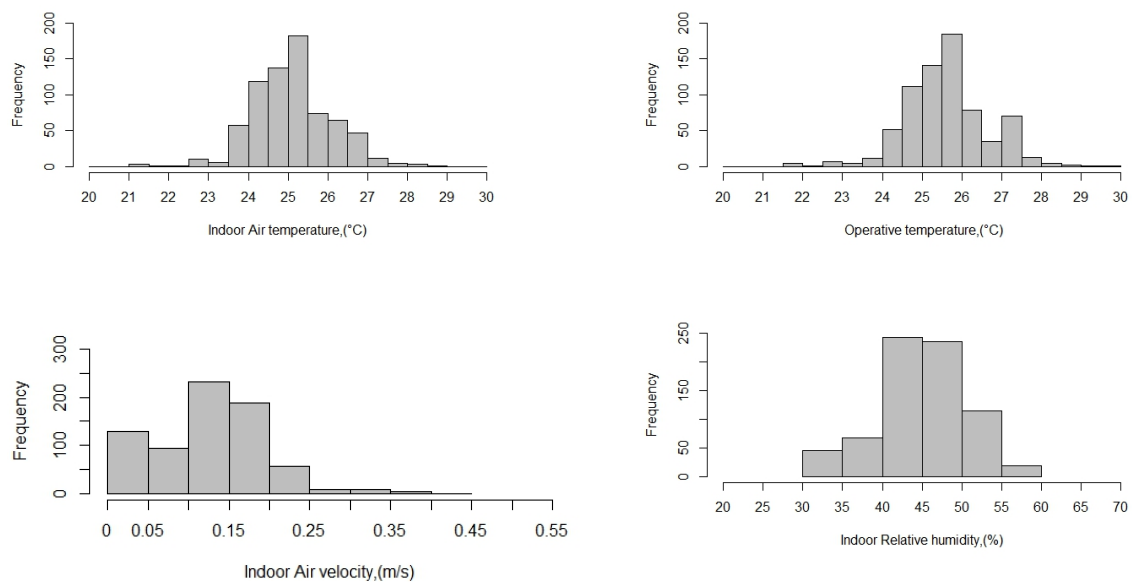 200
150
100
50
0
Frequency
20 21 22 23 24 25 26 27 28 29 30
Indoor Air temperature,(°C)
200
150
100
50
0
Frequency
20 21 22 23 24 25 26 27 28 29 30
Operative temperature,(°C)
300
200
100
0
Frequency
0 0.05 0.15 0.25 0.35 0.45 0.55
Indoor Air velocity,(m/s)
250
150
50
0
Frequency
20 25 30 35 40 45 50 55 60 65 70
Indoor Relative humidity,(%)